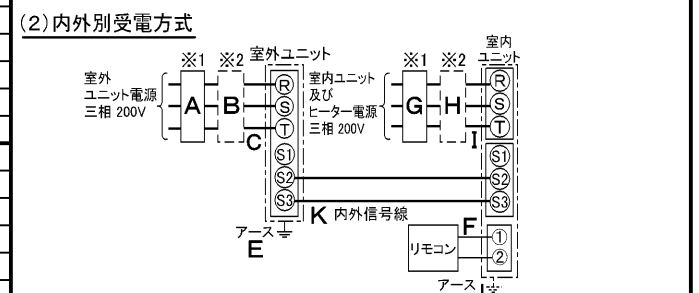 (2)内外別受電方式
※1 ※2 室外ユニット
室外
ユニット電源
三相 200V
A B
R
S
T
C
S1
S2
S3
アース
E
K 内外信号線
※1 ※2 室内
ユニット
室内ユニット
及び
ヒーター電源
三相 200V
G H
R
S
T
I
S1
S2
S3
F
リモコン
①
②
アース